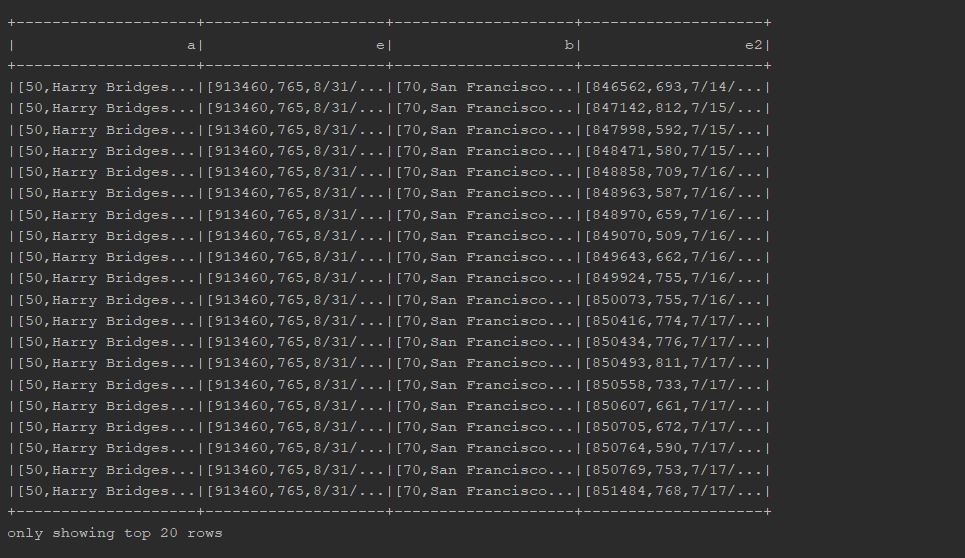 +--------------------+--------------------+--------------------+--------------------+
|                   a|                   e|                   b|                  e2|
+--------------------+--------------------+--------------------+--------------------+
|[50,Harry Bridges...|[913460,765,8/31/...|[70,San Francisco...|[846562,693,7/14/...|
|[50,Harry Bridges...|[913460,765,8/31/...|[70,San Francisco...|[847142,812,7/15/...|
|[50,Harry Bridges...|[913460,765,8/31/...|[70,San Francisco...|[847998,592,7/15/...|
|[50,Harry Bridges...|[913460,765,8/31/...|[70,San Francisco...|[848471,580,7/15/...|
|[50,Harry Bridges...|[913460,765,8/31/...|[70,San Francisco...|[848858,709,7/16/...|
|[50,Harry Bridges...|[913460,765,8/31/...|[70,San Francisco...|[848963,587,7/16/...|
|[50,Harry Bridges...|[913460,765,8/31/...|[70,San Francisco...|[848970,659,7/16/...|
|[50,Harry Bridges...|[913460,765,8/31/...|[70,San Francisco...|[849070,509,7/16/...|
|[50,Harry Bridges...|[913460,765,8/31/...|[70,San Francisco...|[849643,662,7/16/...|
|[50,Harry Bridges...|[913460,765,8/31/...|[70,San Francisco...|[849924,755,7/16/...|
|[50,Harry Bridges...|[913460,765,8/31/...|[70,San Francisco...|[850073,755,7/16/...|
|[50,Harry Bridges...|[913460,765,8/31/...|[70,San Francisco...|[850416,774,7/17/...|
|[50,Harry Bridges...|[913460,765,8/31/...|[70,San Francisco...|[850434,776,7/17/...|
|[50,Harry Bridges...|[913460,765,8/31/...|[70,San Francisco...|[850493,811,7/17/...|
|[50,Harry Bridges...|[913460,765,8/31/...|[70,San Francisco...|[850558,733,7/17/...|
|[50,Harry Bridges...|[913460,765,8/31/...|[70,San Francisco...|[850607,661,7/17/...|
|[50,Harry Bridges...|[913460,765,8/31/...|[70,San Francisco...|[850705,672,7/17/...|
|[50,Harry Bridges...|[913460,765,8/31/...|[70,San Francisco...|[850764,590,7/17/...|
|[50,Harry Bridges...|[913460,765,8/31/...|[70,San Francisco...|[850769,753,7/17/...|
|[50,Harry Bridges...|[913460,765,8/31/...|[70,San Francisco...|[851484,768,7/17/...|
+--------------------+--------------------+--------------------+--------------------+
only showing top 20 rows